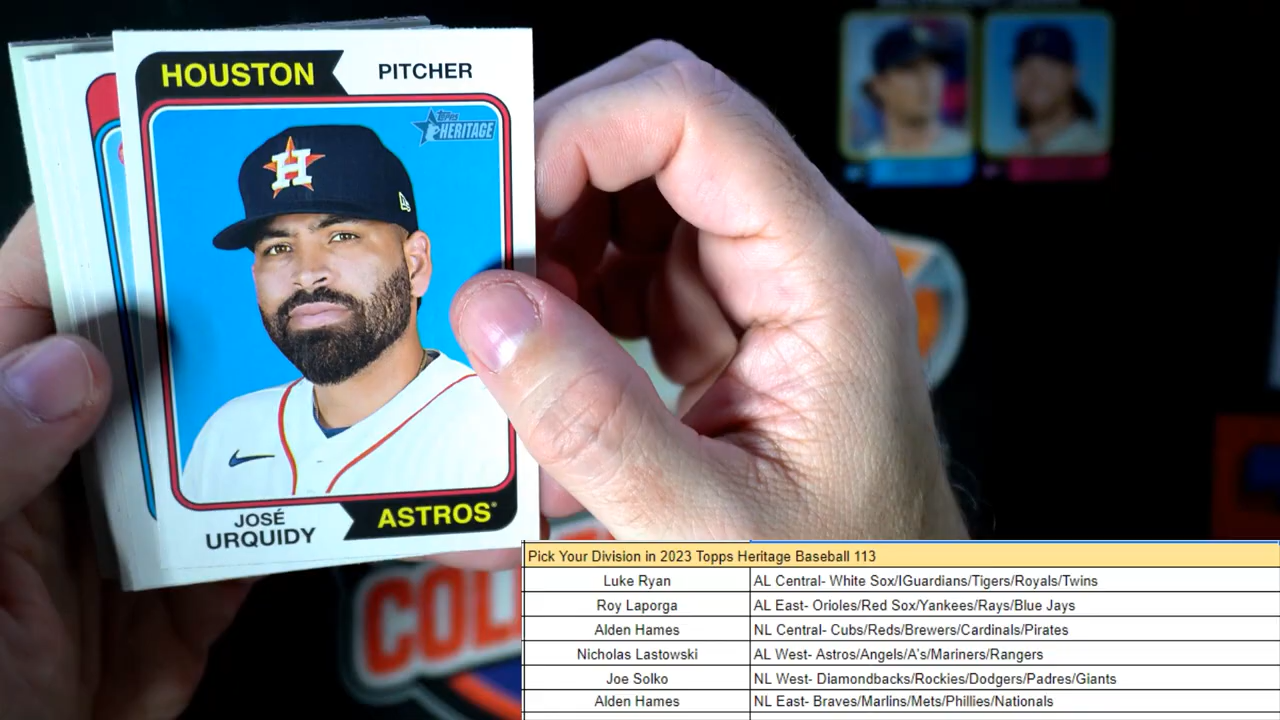 HOUSTON PITCHER
Topps
HERITAGE
H
JOSÉ
URQUIDY
ASTROS®
COL
Pick Your Division in 2023 Topps Heritage Baseball 113
Luke Ryan AL Central- White Sox/IGuardians/Tigers/Royals/Twins
Roy Laporga AL East- Orioles/Red Sox/Yankees/Rays/Blue Jays
Alden Hames NL Central- Cubs/Reds/Brewers/Cardinals/Pirates
Nicholas Lastowski AL West- Astros/Angels/A's/Mariners/Rangers
Joe Solko NL West- Diamondbacks/Rockies/Dodgers/Padres/Giants
Alden Hames NL East- Braves/Marlins/Mets/Phillies/Nationals